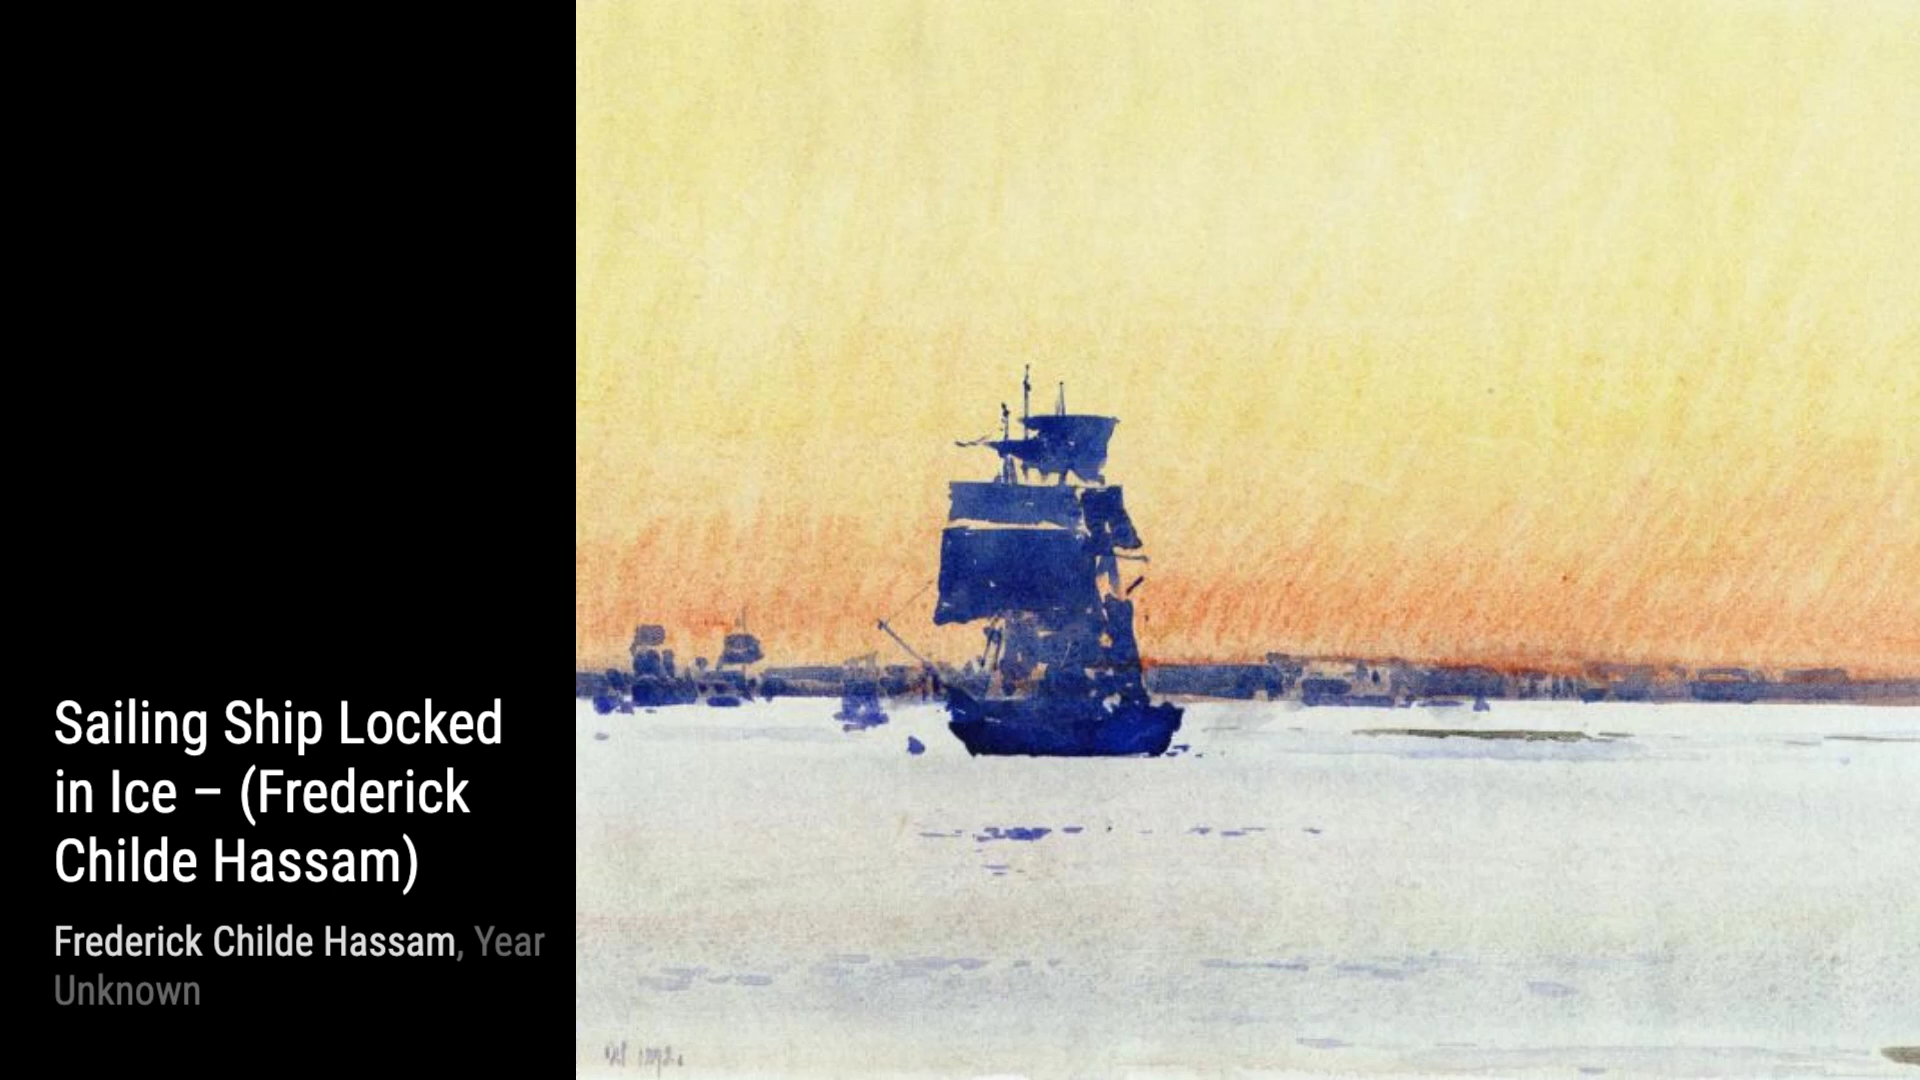 Sailing Ship Locked
in Ice – (Frederick
Childe Hassam)
Frederick Childe Hassam, Year
Unknown